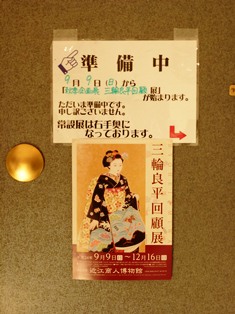 準備中
9月9日(日)から
三輪良平回顧展」
が始まります。
ただいま準備中です。
申し訳ございません。
常設展は右手奥に
なっております。
三輪良平回顧展
9月9日
〜12月16日
近江商人博物館